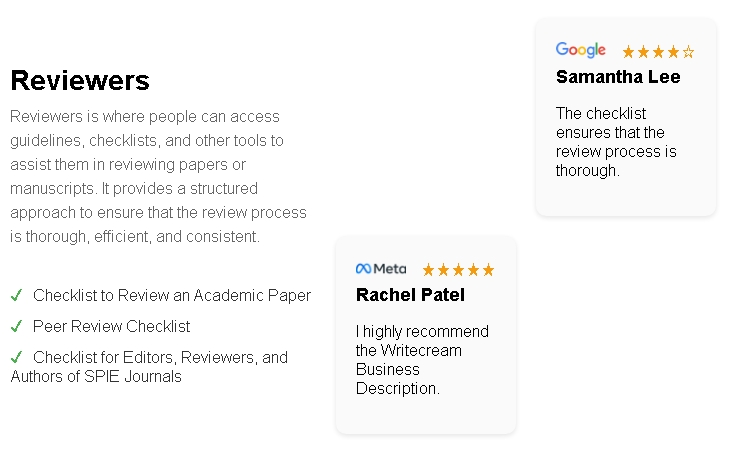 Reviewers
Reviewers is where people can access
guidelines, checklists, and other tools to
assist them in reviewing papers or
manuscripts. It provides a structured
approach to ensure that the review process
is thorough, efficient, and consistent.
Checklist to Review an Academic Paper
Peer Review Checklist
Checklist for Editors, Reviewers, and
Authors of SPIE Journals
Meta
Rachel Patel
I highly recommend
the Writecream
Business
Description.
Google
Samantha Lee
The checklist
ensures that the
review process is
thorough.